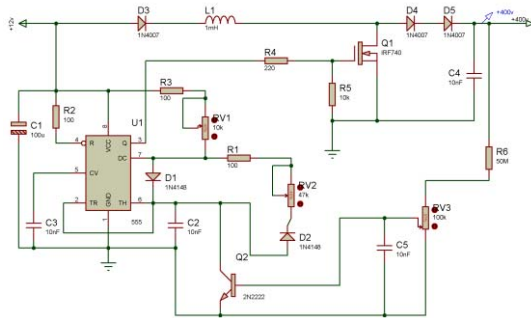 +12v
D3
1N4007
L1
1mH
D4
1N4007
D5
1N4007
+400v
+400v
Q1
IRF740
R4
220
R5
10k
C4
10nF
R3
100
RV1
10k
R2
100
U1
C1
100u
R
VCC
Q
DC
CV
TR
GND
TH
4
8
3
7
5
2
1
6
555
D1
1N4148
R1
100
RV2
47k
D2
1N4148
C3
10nF
C2
10nF
Q2
2N2222
C5
10nF
R6
50M
RV3
100k